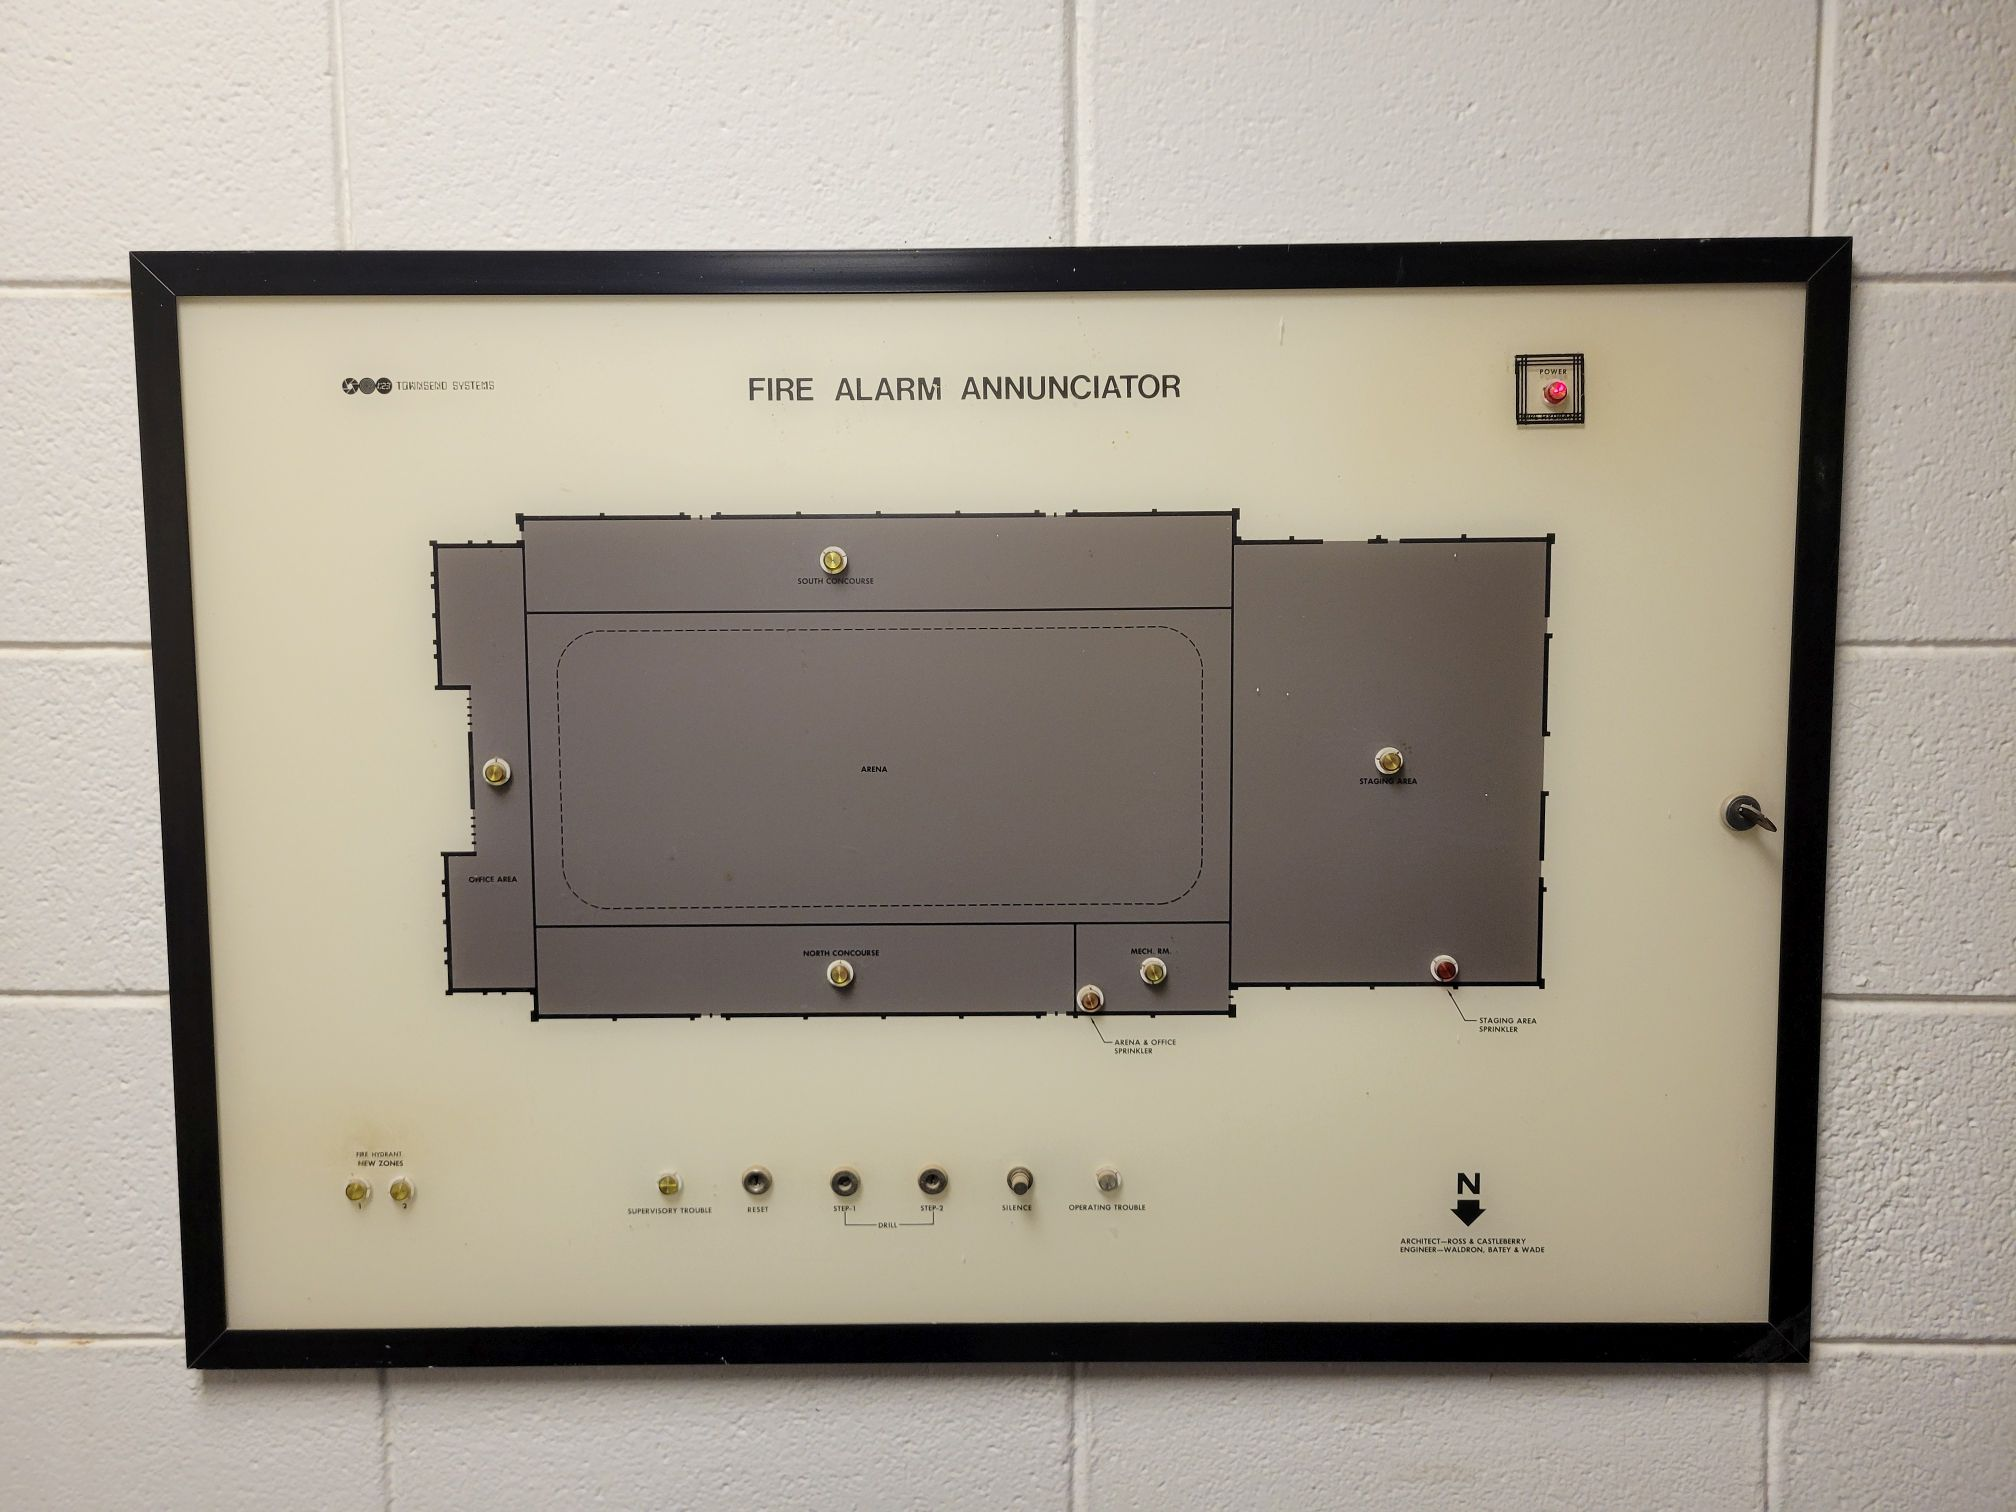 123 TOWNSEND SYSTEMS
FIRE ALARM ANNUNCIATOR
POWER
SOUTH CONCOURSE
ARENA
STAGING AREA
OFFICE AREA
NORTH CONCOURSE
MECH. RM.
STAGING AREA
SPRINKLER
ARENA & OFFICE
SPRINKLER
FIRE HYDRANT
NEW ZONES
1 2
SUPERVISORY TROUBLE
RESET
STEP-1
STEP-2
DRILL
SILENCE
OPERATING TROUBLE
N
ARCHITECT—ROSS & CASTLEBERRY
ENGINEER—WALDRON, BATEY & WADE